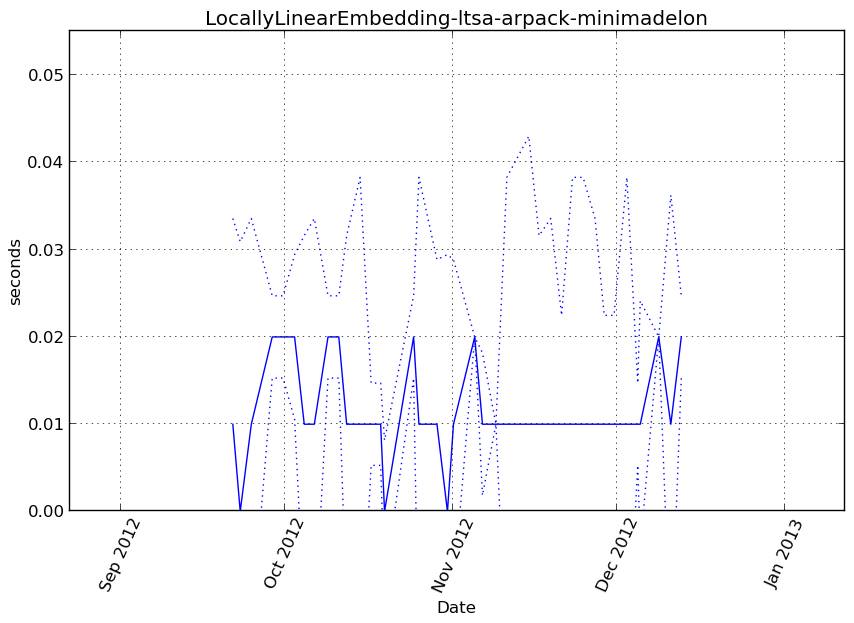 LocallyLinearEmbedding-ltsa-arpack-minimadelon
0.05
0.04
0.03
0.02
0.01
0.00
seconds
Sep 2012
Oct 2012
Nov 2012
Dec 2012
Jan 2013
Date